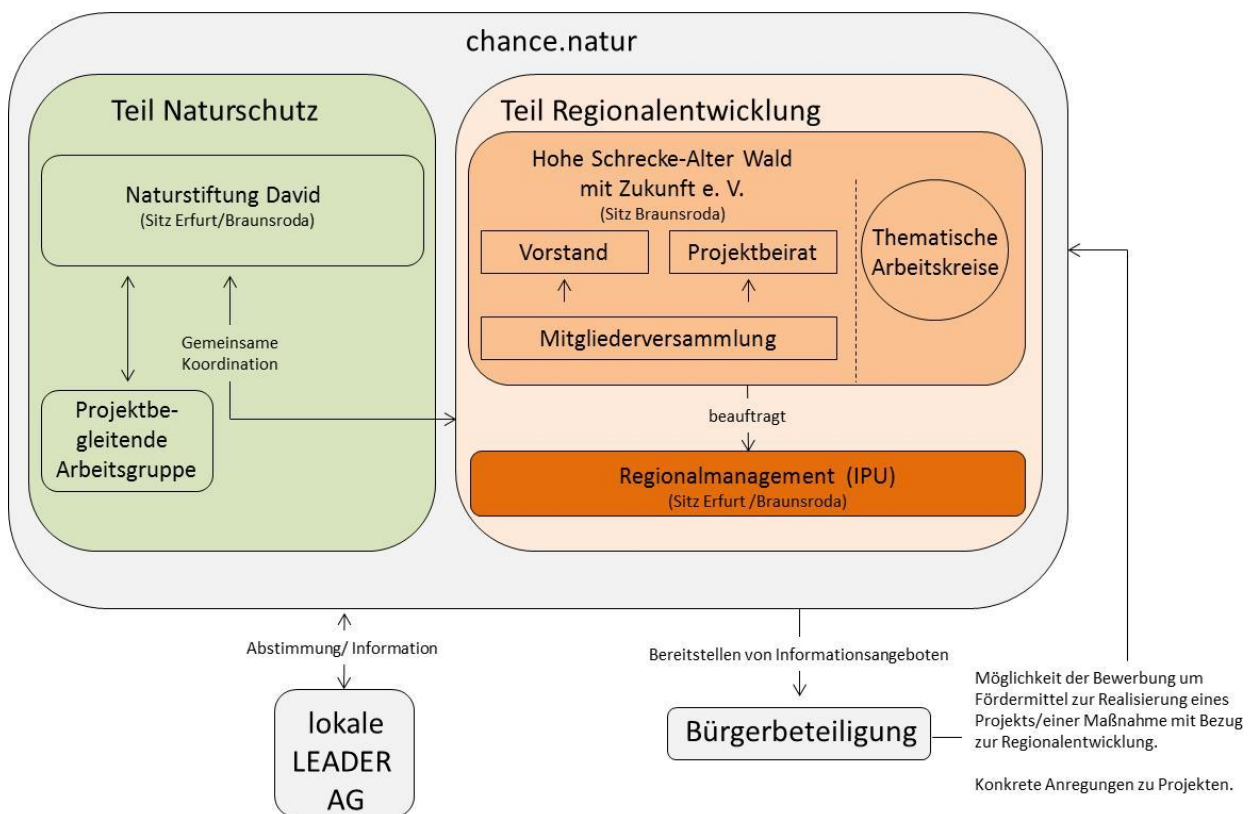 chance.natur
Teil Naturschutz
Naturstiftung David
(Sitz Erfurt/Braunsroda)
Gemeinsame
Koordination
Projektbe-
gleitende
Arbeitsgruppe
Teil Regionalentwicklung
Hohe Schrecke-Alter Wald
mit Zukunft e. V.
(Sitz Braunsroda)
Vorstand
Projektbeirat
Mitgliederversammlung
Thematische
Arbeitskreise
beauftragt
Regionalmanagement (IPU)
(Sitz Erfurt /Braunsroda)
Abstimmung/ Information
lokale
LEADER
AG
Bereitstellen von Informationsangeboten
Bürgerbeteiligung
Möglichkeit der Bewerbung um
Fördermittel zur Realisierung eines
Projekts/einer Maßnahme mit Bezug
zur Regionalentwicklung.
Konkrete Anregungen zu Projekten.